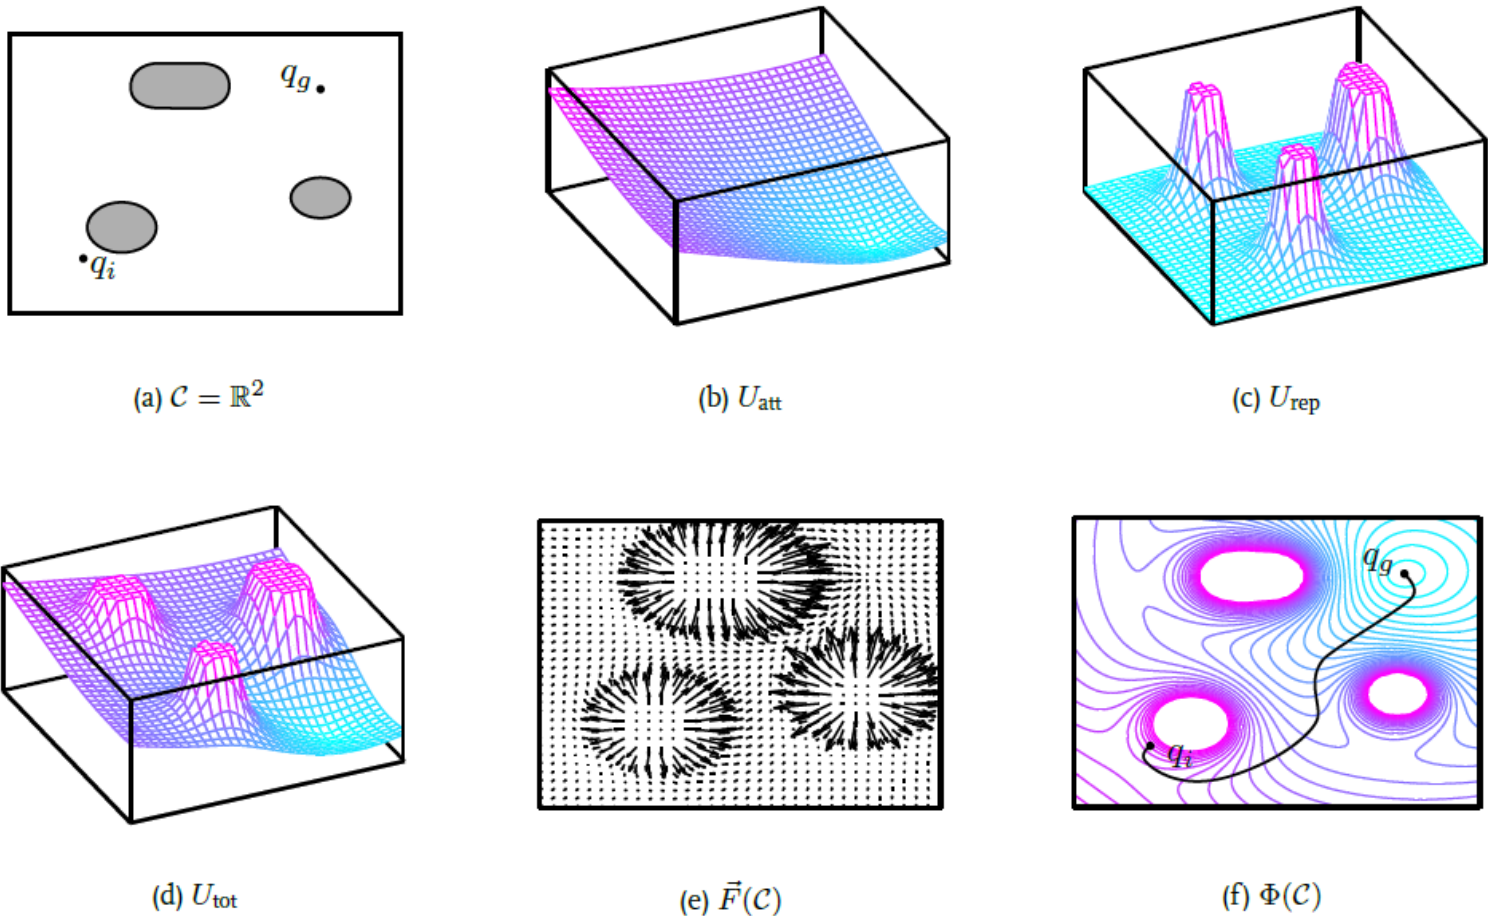 q_g
q_i
(a) 𝒞 = ℝ²
(b) U_att
(c) U_rep
q_g
q_i
(d) U_tot
(e) F⃗(𝒞)
(f) Φ(𝒞)